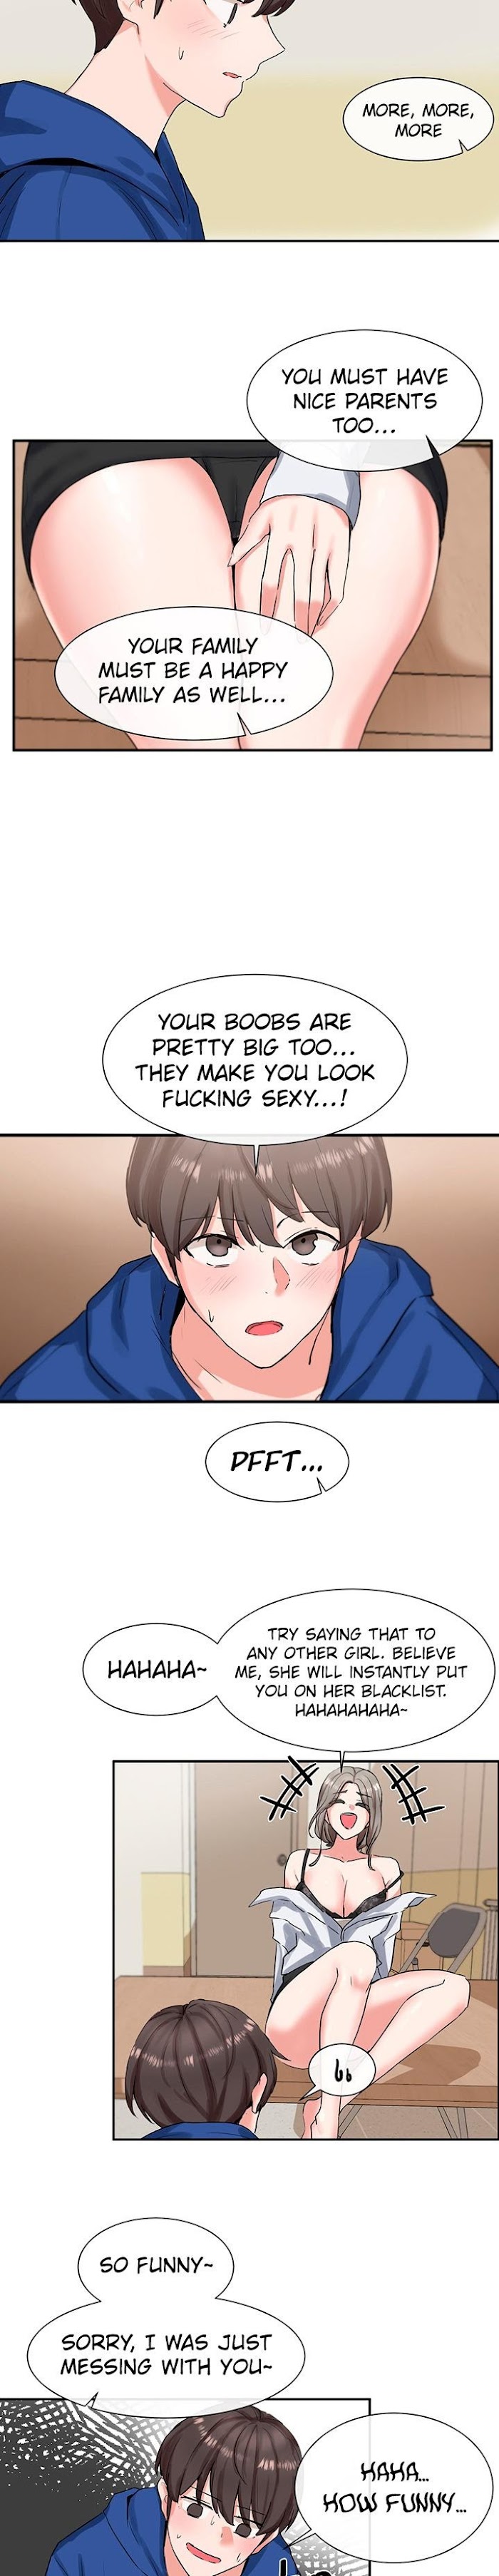 MORE, MORE,
MORE
YOU MUST HAVE
NICE PARENTS
TOO...
YOUR FAMILY
MUST BE A HAPPY
FAMILY AS WELL...
YOUR BOOBS ARE
PRETTY BIG TOO...
THEY MAKE YOU LOOK
FUCKING SEXY...!
PFFT...
HAHAHA~
TRY SAYING THAT TO
ANY OTHER GIRL. BELIEVE
ME, SHE WILL INSTANTLY PUT
YOU ON HER BLACKLIST.
HAHAHAHAHA~
SO FUNNY~
SORRY, I WAS JUST
MESSING WITH YOU~
HAHA...
HOW FUNNY...